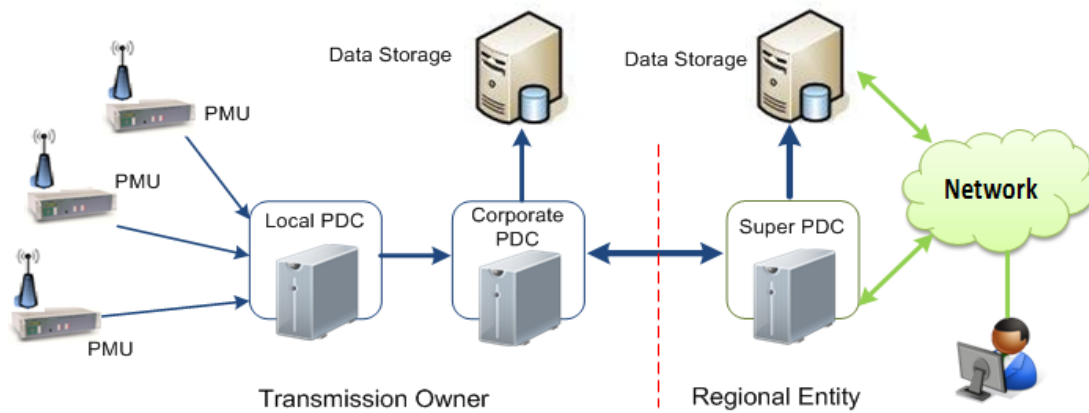 Data Storage
Data Storage
PMU
PMU
PMU
Local PDC
Corporate
PDC
Super PDC
Network
Transmission Owner
Regional Entity